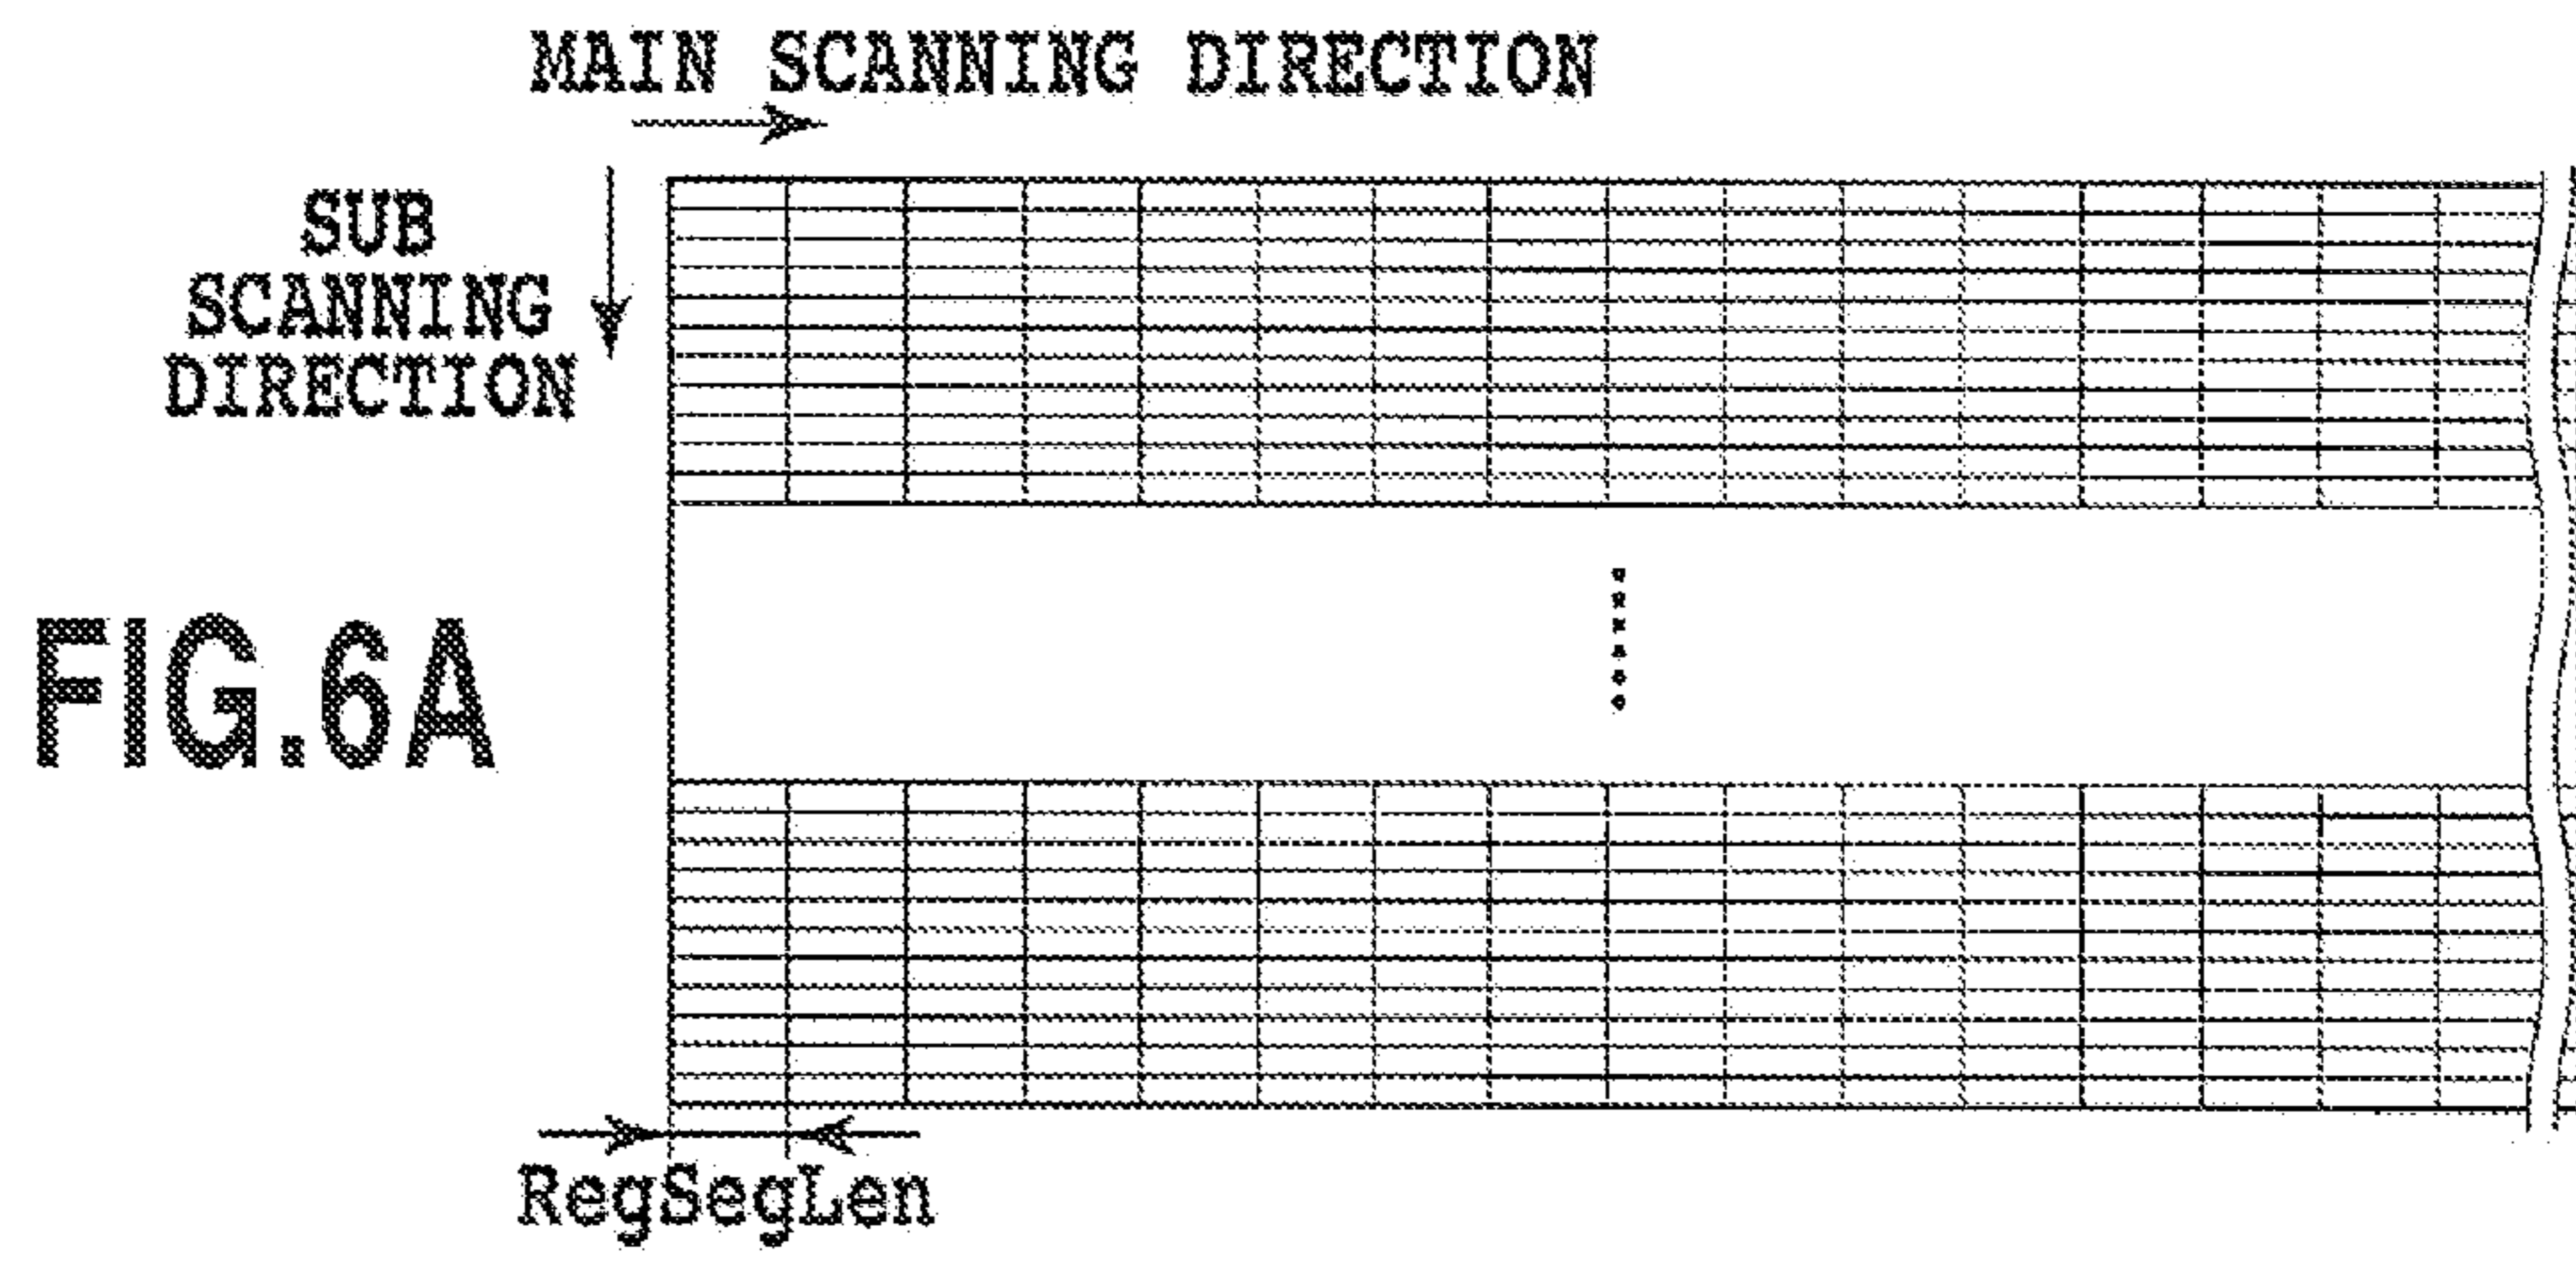 MAIN SCANNING DIRECTION
SUB
SCANNING
DIRECTION
FIG.6A
RegSegLen